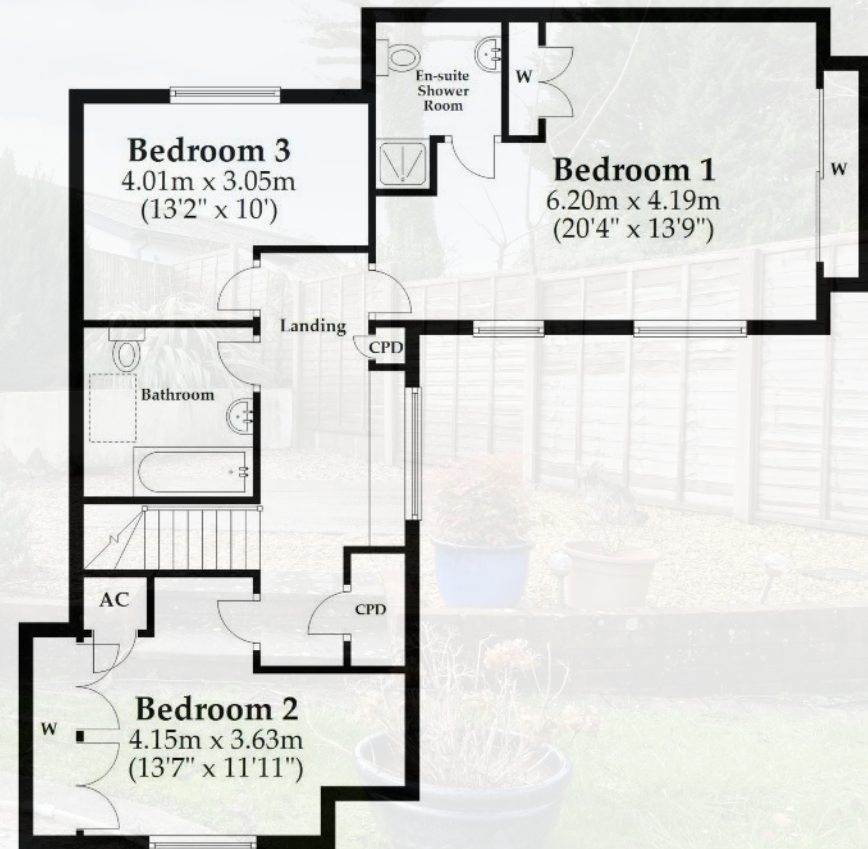 En-suite
Shower
Room
W
Bedroom 3
4.01m x 3.05m
(13'2" x 10')
Bedroom 1
6.20m x 4.19m
(20'4" x 13'9")
W
Landing
CPD
Bathroom
AC
CPD
W
Bedroom 2
4.15m x 3.63m
(13'7" x 11'11")